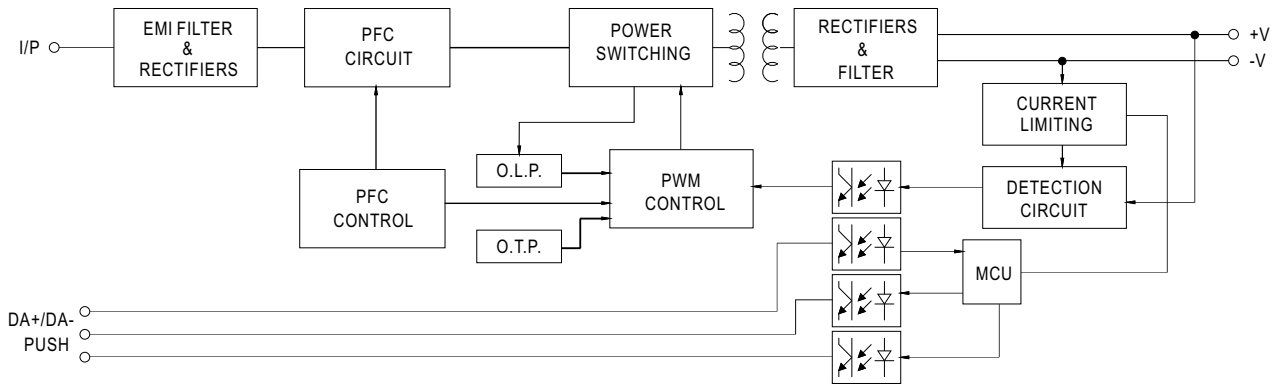 I/P
EMI FILTER
&
RECTIFIERS
PFC
CIRCUIT
POWER
SWITCHING
RECTIFIERS
&
FILTER
+V
-V
CURRENT
LIMITING
O.L.P.
PWM
CONTROL
DETECTION
CIRCUIT
PFC
CONTROL
O.T.P.
MCU
DA+/DA-
PUSH